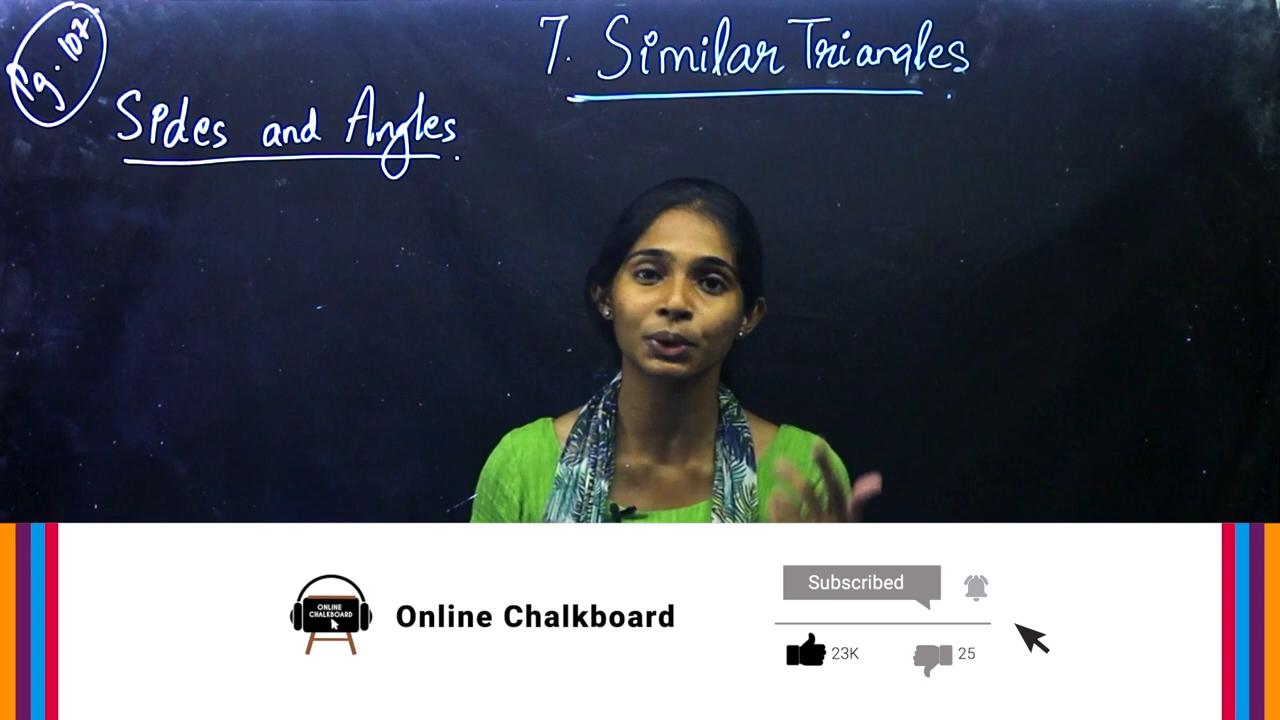 Pg. 107
7. Similar Triangles
Sides and Angles.
ONLINE
CHALKBOARD
Online Chalkboard
Subscribed
23K
25